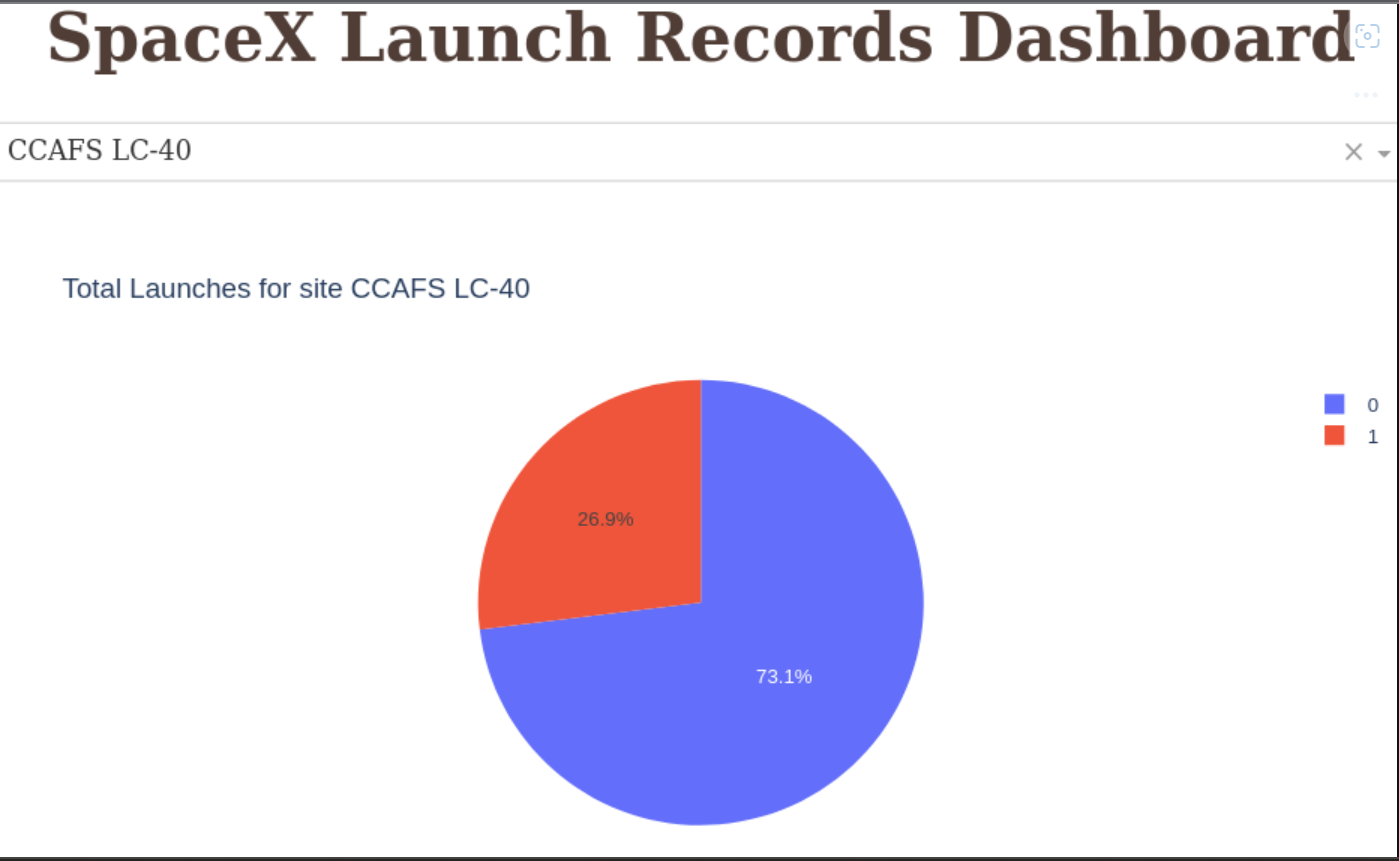 SpaceX Launch Records Dashboard
CCAFS LC-40
Total Launches for site CCAFS LC-40
0
1
26.9%
73.1%